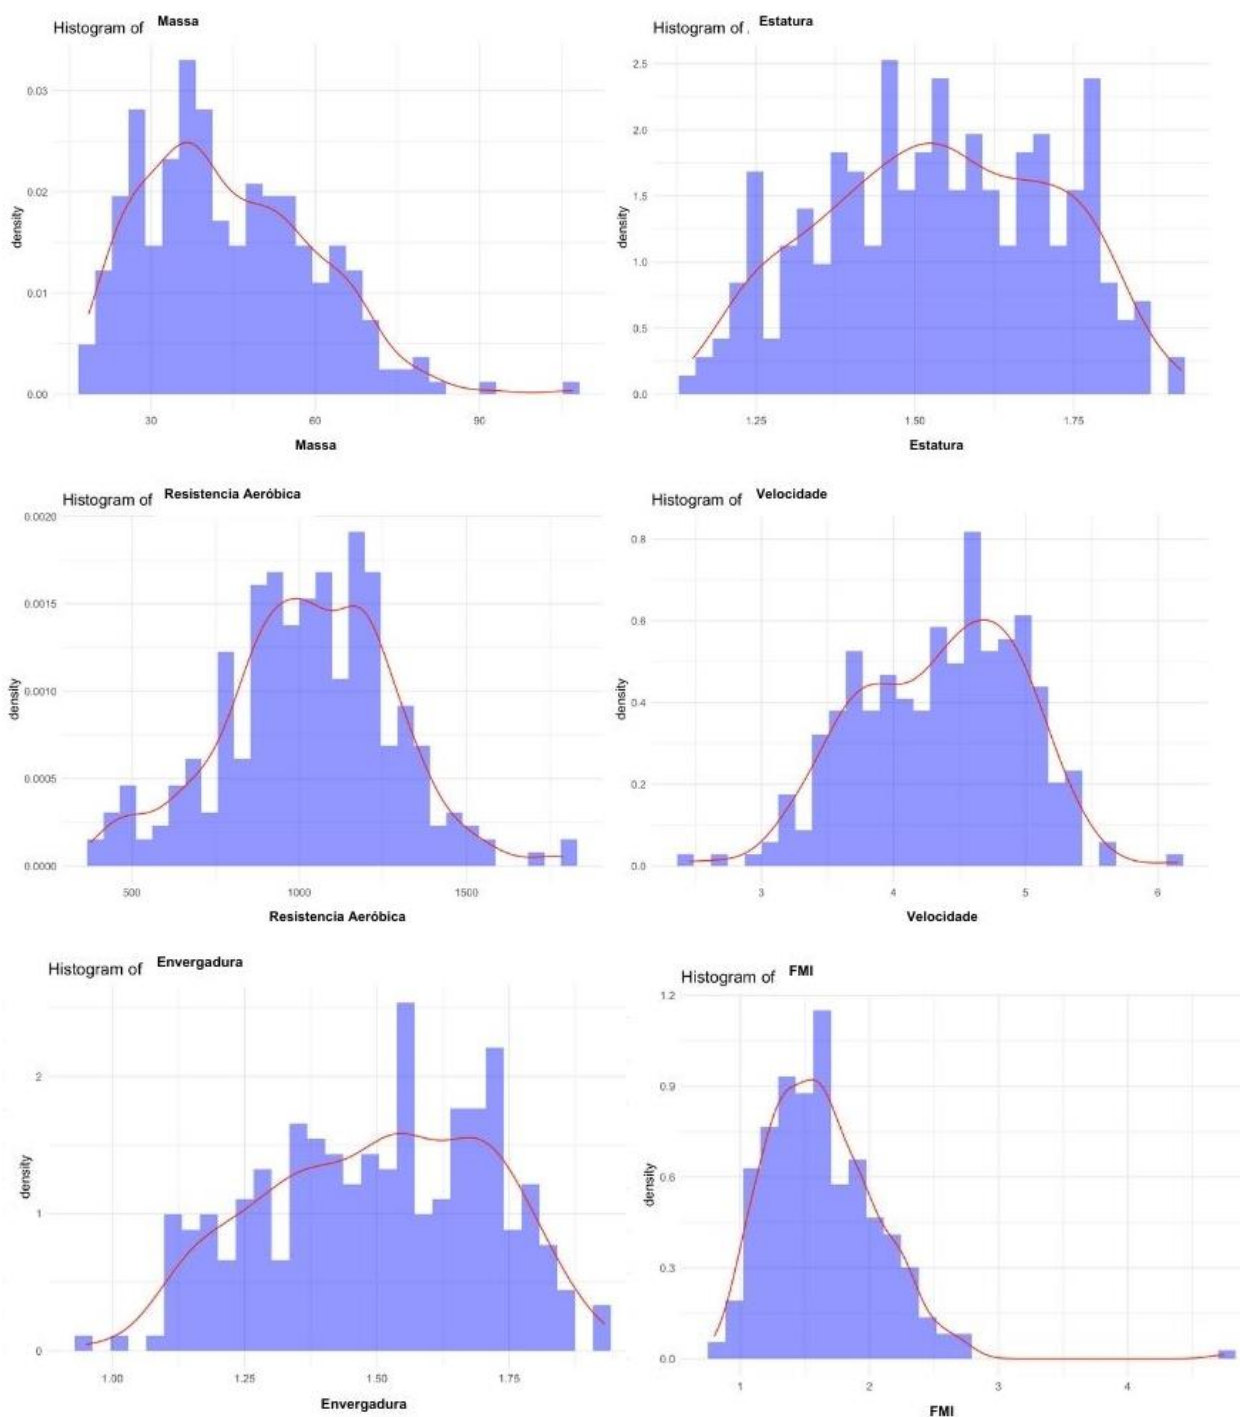 Histogram of Massa
0.03
0.02
0.01
0.00
density
30 60 90
Massa
Histogram of . Estatura
2.5
2.0
1.5
1.0
0.5
0.0
density
1.25 1.50 1.75
Estatura
Histogram of Resistencia Aeróbica
0.0020
0.0015
0.0010
0.0005
0.0000
density
500 1000 1500
Resistencia Aeróbica
Histogram of Velocidade
0.8
0.6
0.4
0.2
0.0
density
3 4 5 6
Velocidade
Histogram of Envergadura
2
1
0
density
1.00 1.25 1.50 1.75
Envergadura
Histogram of FMI
1.2
0.9
0.6
0.3
0.0
density
1 2 3 4
FMI